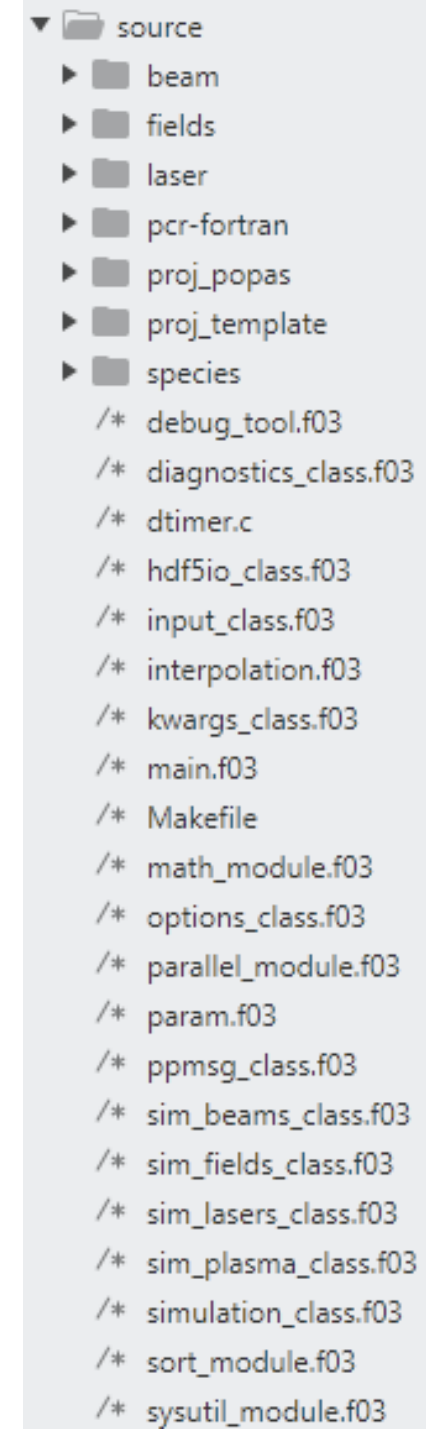 source
beam
fields
laser
pcr-fortran
proj_popas
proj_template
species
/* debug_tool.f03
/* diagnostics_class.f03
/* dtimer.c
/* hdf5io_class.f03
/* input_class.f03
/* interpolation.f03
/* kwargs_class.f03
/* main.f03
/* Makefile
/* math_module.f03
/* options_class.f03
/* parallel_module.f03
/* param.f03
/* ppmsg_class.f03
/* sim_beams_class.f03
/* sim_fields_class.f03
/* sim_lasers_class.f03
/* sim_plasma_class.f03
/* simulation_class.f03
/* sort_module.f03
/* sysutil_module.f03